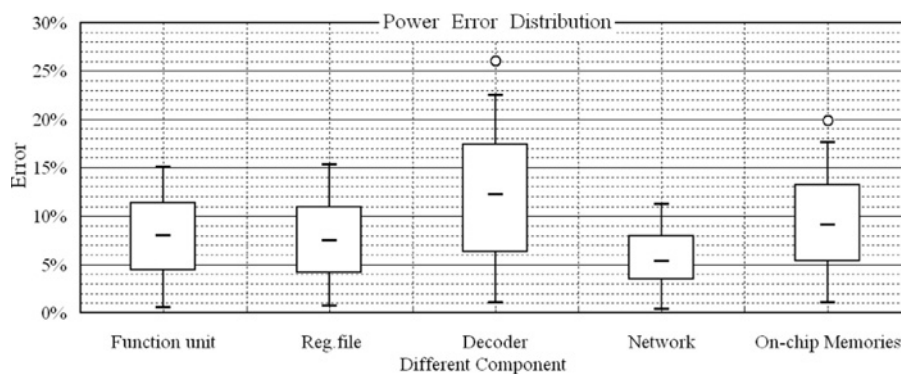 Power Error Distribution
30%
25%
20%
15%
10%
5%
0%
Error
Function unit Reg.file Decoder Network On-chip Memories
Different Component